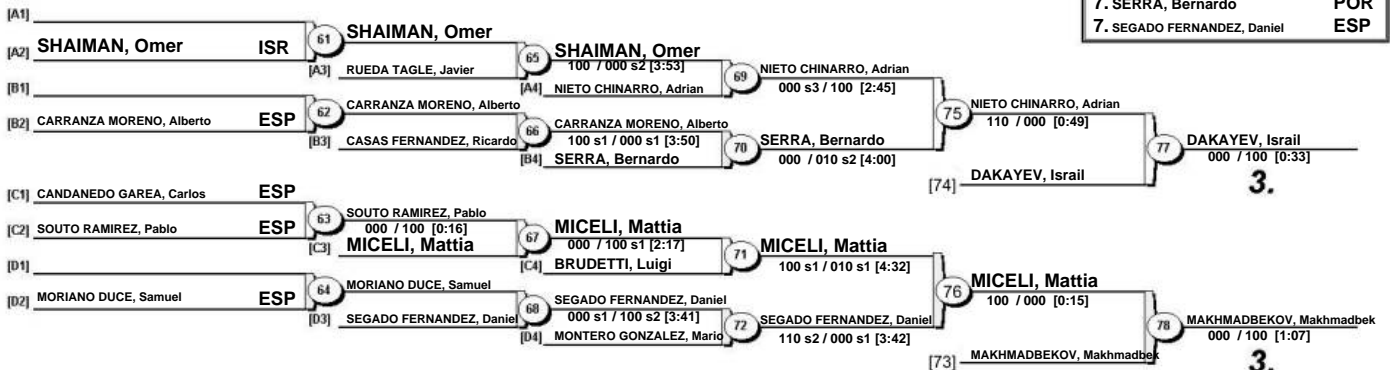 7. SERRA, Bernardo POR
7. SEGADO FERNANDEZ, Daniel ESP
[A1]
[A2] SHAIMAN, Omer ISR
61 SHAIMAN, Omer
[A3] RUEDA TAGLE, Javier
65 SHAIMAN, Omer
100 / 000 s2 [3:53]
[A4] NIETO CHINARRO, Adrian
69 NIETO CHINARRO, Adrian
000 s3 / 100 [2:45]
[B1]
[B2] CARRANZA MORENO, Alberto ESP
62 CARRANZA MORENO, Alberto
[B3] CASAS FERNANDEZ, Ricardo
66 CARRANZA MORENO, Alberto
100 s1 / 000 s1 [3:50]
[B4] SERRA, Bernardo
70 SERRA, Bernardo
000 / 010 s2 [4:00]
75 NIETO CHINARRO, Adrian
110 / 000 [0:49]
[74] DAKAYEV, Israil
77 DAKAYEV, Israil
000 / 100 [0:33]
3.
[C1] CANDANEDO GAREA, Carlos ESP
[C2] SOUTO RAMIREZ, Pablo ESP
63 SOUTO RAMIREZ, Pablo
000 / 100 [0:16]
[C3] MICELI, Mattia
67 MICELI, Mattia
000 / 100 s1 [2:17]
[C4] BRUDETTI, Luigi
71 MICELI, Mattia
100 s1 / 010 s1 [4:32]
[D1]
[D2] MORIANO DUCE, Samuel ESP
64 MORIANO DUCE, Samuel
[D3] SEGADO FERNANDEZ, Daniel
68 SEGADO FERNANDEZ, Daniel
000 s1 / 100 s2 [3:41]
[D4] MONTERO GONZALEZ, Mario
72 SEGADO FERNANDEZ, Daniel
110 s2 / 000 s1 [3:42]
76 MICELI, Mattia
100 / 000 [0:15]
[73] MAKHMADBEKOV, Makhmadbek
78 MAKHMADBEKOV, Makhmadbek
000 / 100 [1:07]
3.